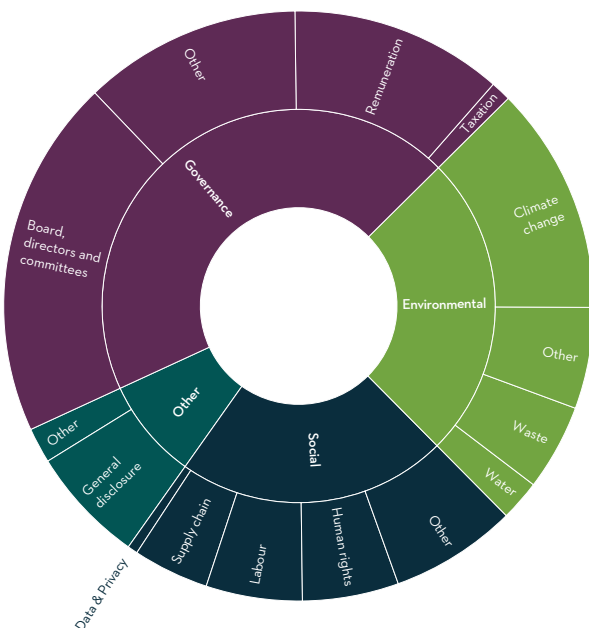 Governance
Other
Remuneration
Taxation
Board,
directors and
committees
Environmental
Climate
change
Other
Waste
Water
Social
Other
Human rights
Labour
Supply chain
Data & Privacy
Other
General
disclosure
Other